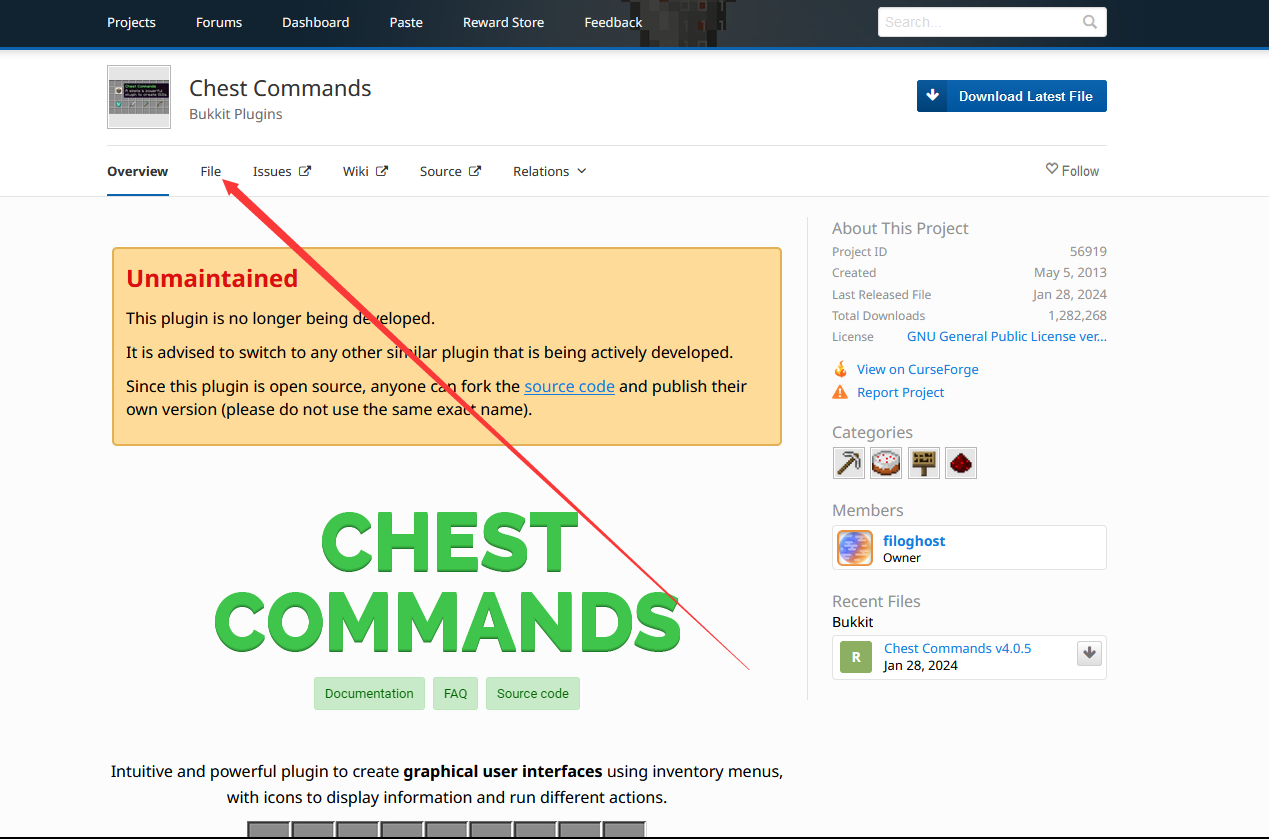 Projects Forums Dashboard Paste Reward Store Feedback Search...
Chest Commands
Bukkit Plugins
Download Latest File
Overview File Issues Wiki Source Relations Follow
Unmaintained
This plugin is no longer being developed.
It is advised to switch to any other similar plugin that is being actively developed.
Since this plugin is open source, anyone can fork the source code and publish their
own version (please do not use the same exact name).
CHEST
COMMANDS
Documentation FAQ Source code
Intuitive and powerful plugin to create graphical user interfaces using inventory menus,
with icons to display information and run different actions.
About This Project
Project ID 56919
Created May 5, 2013
Last Released File Jan 28, 2024
Total Downloads 1,282,268
License GNU General Public License ver...
View on CurseForge
Report Project
Categories
Members
filoghost
Owner
Recent Files
Bukkit
R Chest Commands v4.0.5
Jan 28, 2024